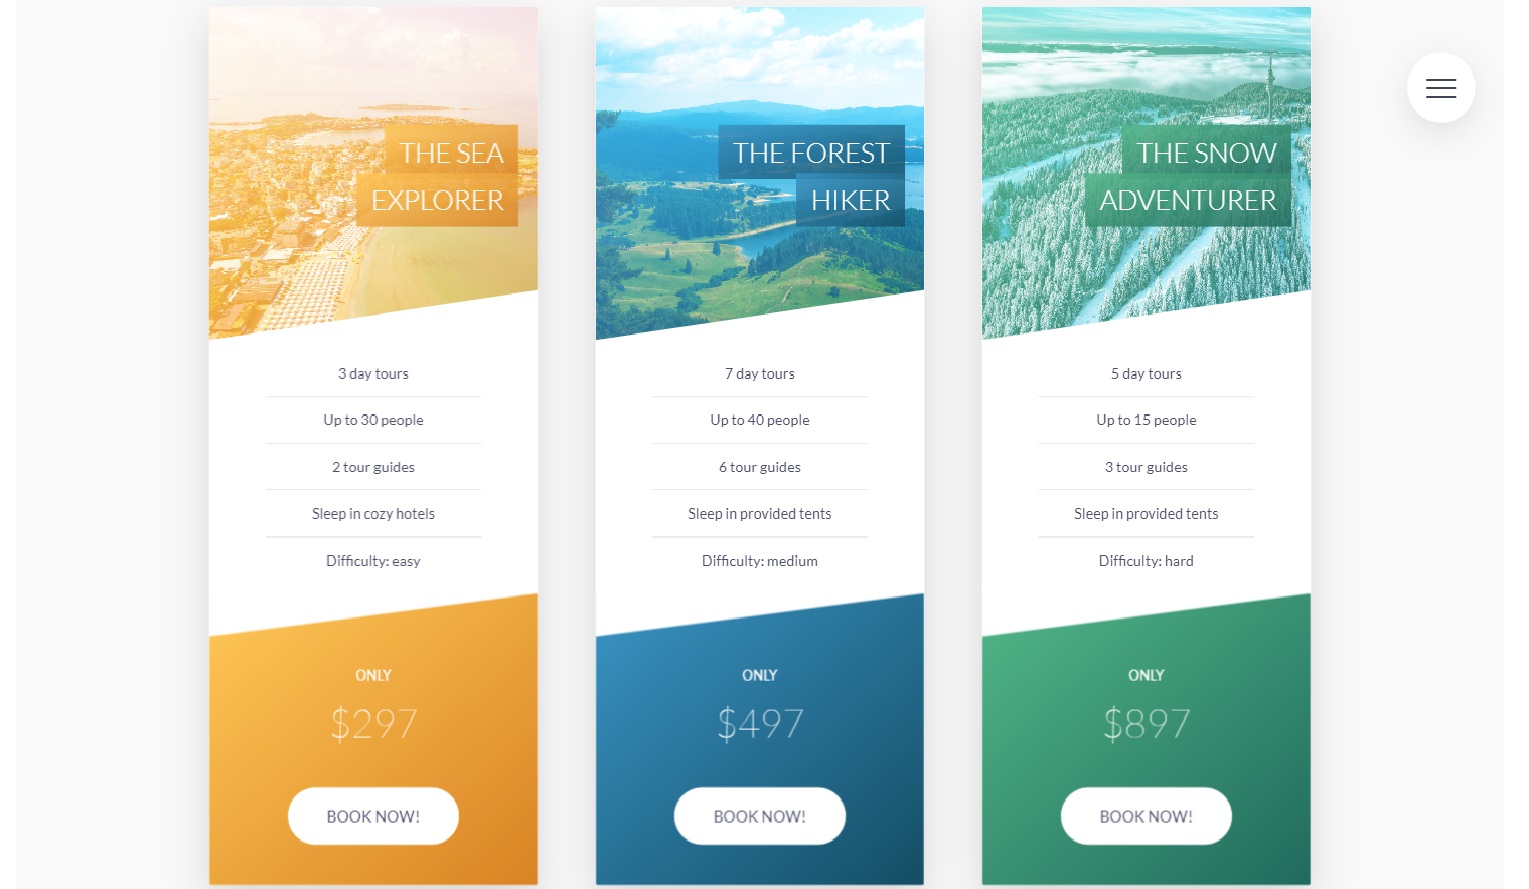 THE SEA
EXPLORER
3 day tours
Up to 30 people
2 tour guides
Sleep in cozy hotels
Difficulty: easy
ONLY
$297
BOOK NOW!
THE FOREST
HIKER
7 day tours
Up to 40 people
6 tour guides
Sleep in provided tents
Difficulty: medium
ONLY
$497
BOOK NOW!
THE SNOW
ADVENTURER
5 day tours
Up to 15 people
3 tour guides
Sleep in provided tents
Difficulty: hard
ONLY
$897
BOOK NOW!